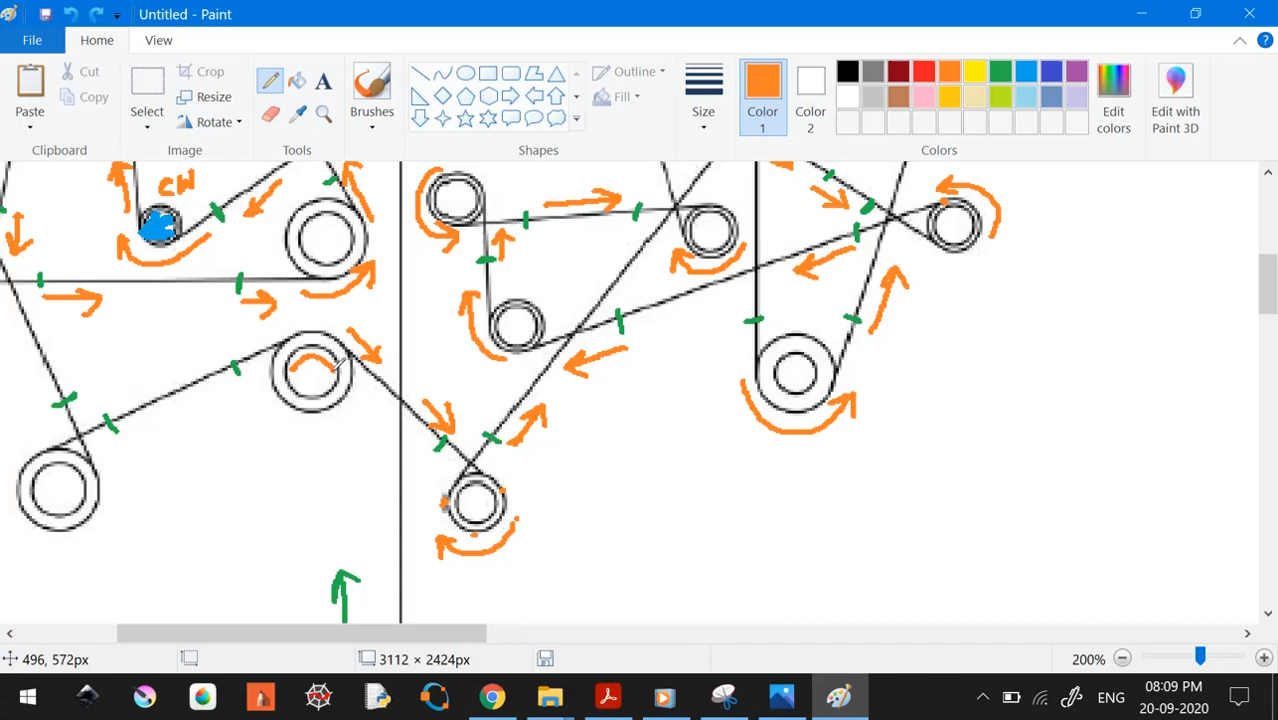 Untitled - Paint
File
Home
View
Paste
Cut
Copy
Clipboard
Select
Crop
Resize
Rotate
Image
A
Tools
Brushes
Outline
Fill
Shapes
Size
Color
1
Color
2
Edit
colors
Colors
Edit with
Paint 3D
CW
496, 572px
3112 × 2424px
200%
ENG
08:09 PM
20-09-2020